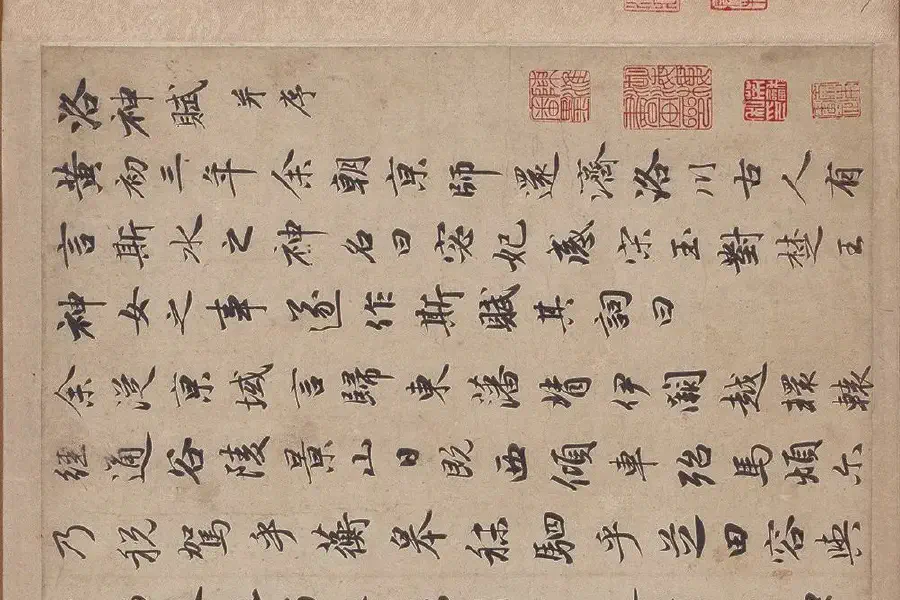 洛神賦 并序
黃初三年余朝京師還濟洛川古人有
言斯水之神名曰宓妃感宋玉對楚王
神女之事遂作斯賦其詞曰
余從京域言歸東藩背伊闕越轘轅
經通谷陵景山日既西傾車殆馬煩尔
乃稅駕乎蘅皋秣駟乎芝田容與